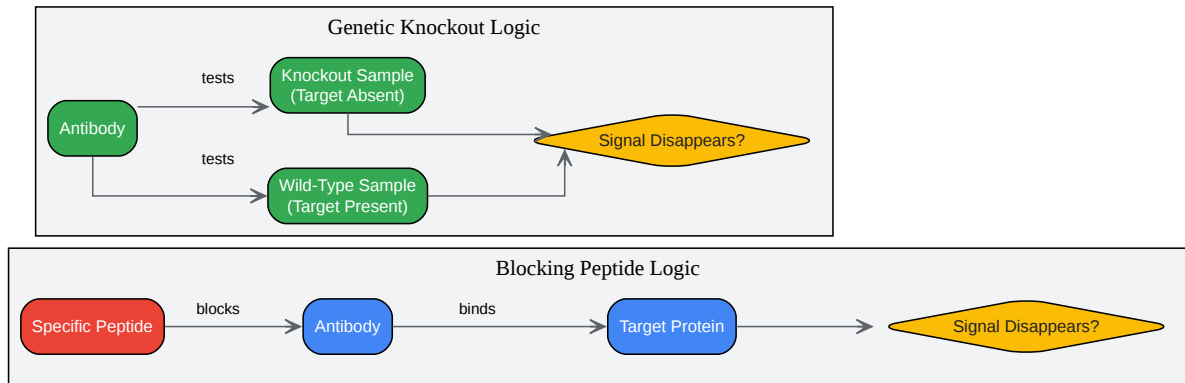 Genetic Knockout Logic
tests
Knockout Sample
(Target Absent)
Antibody
Signal Disappears?
tests
Wild-Type Sample
(Target Present)
Blocking Peptide Logic
Specific Peptide
blocks
Antibody
binds
Target Protein
Signal Disappears?